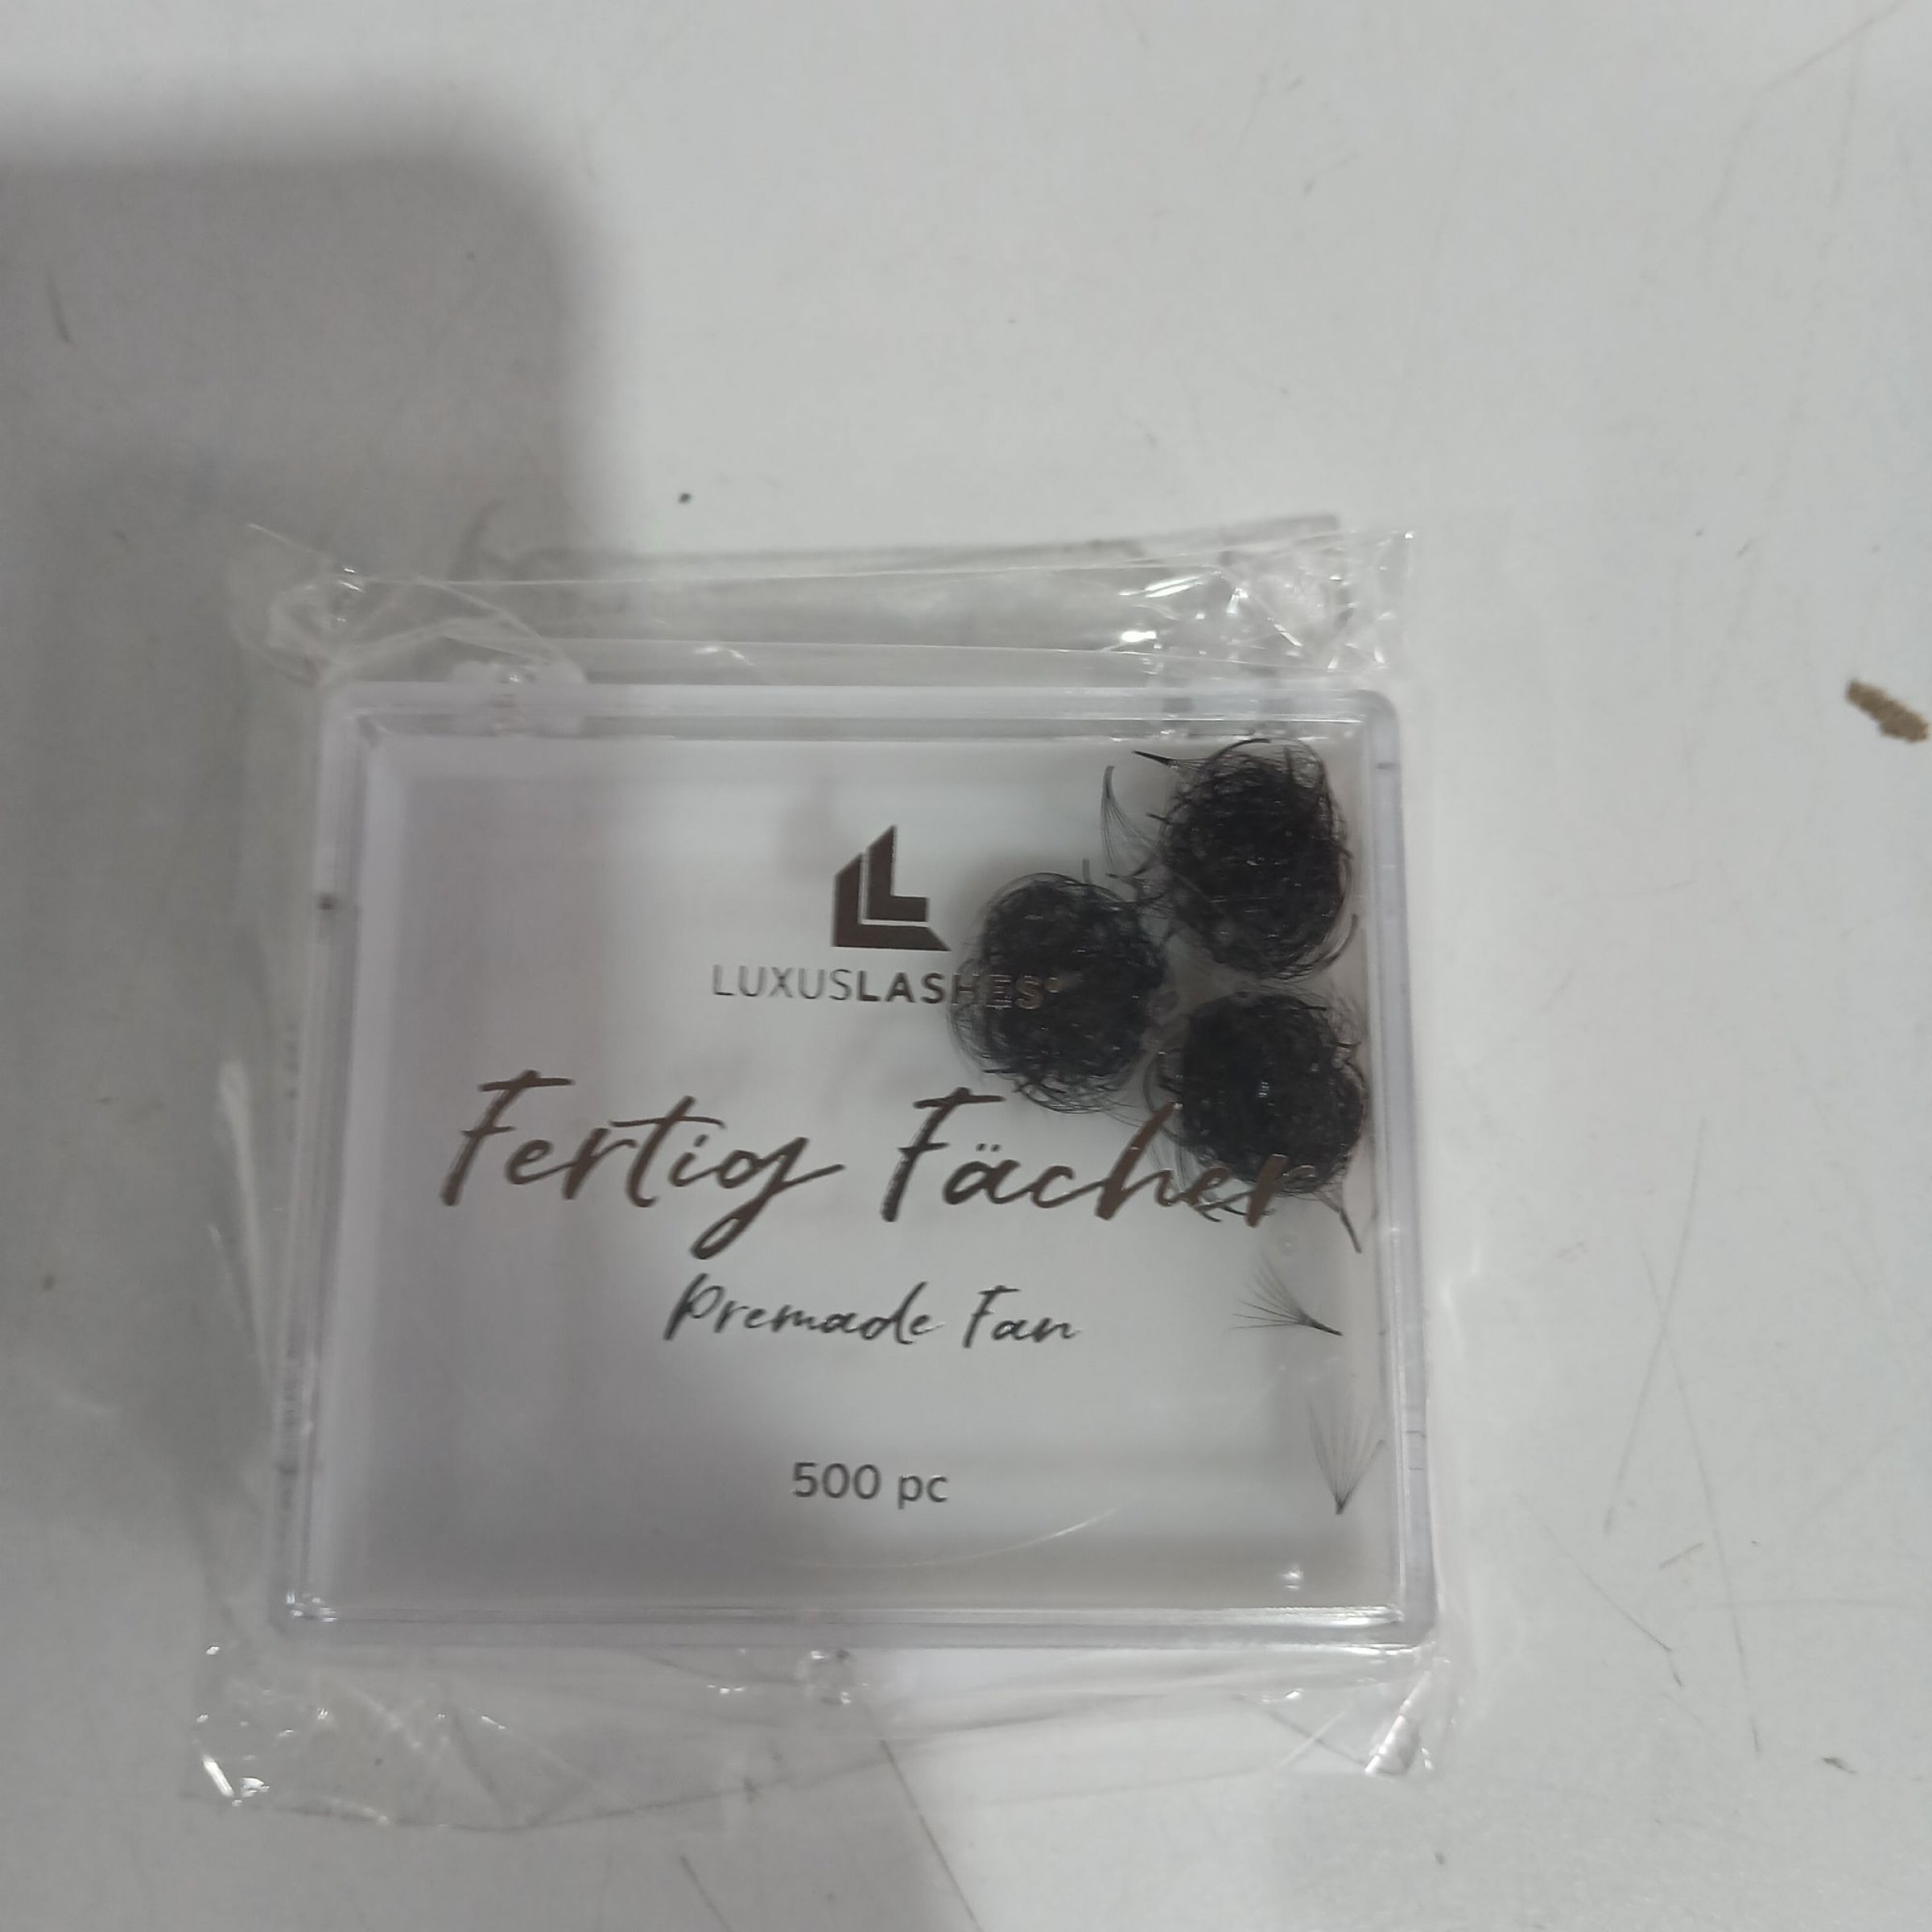 LUXUSLASHES®
Fertig Fächer
Premade Fan
500 pc